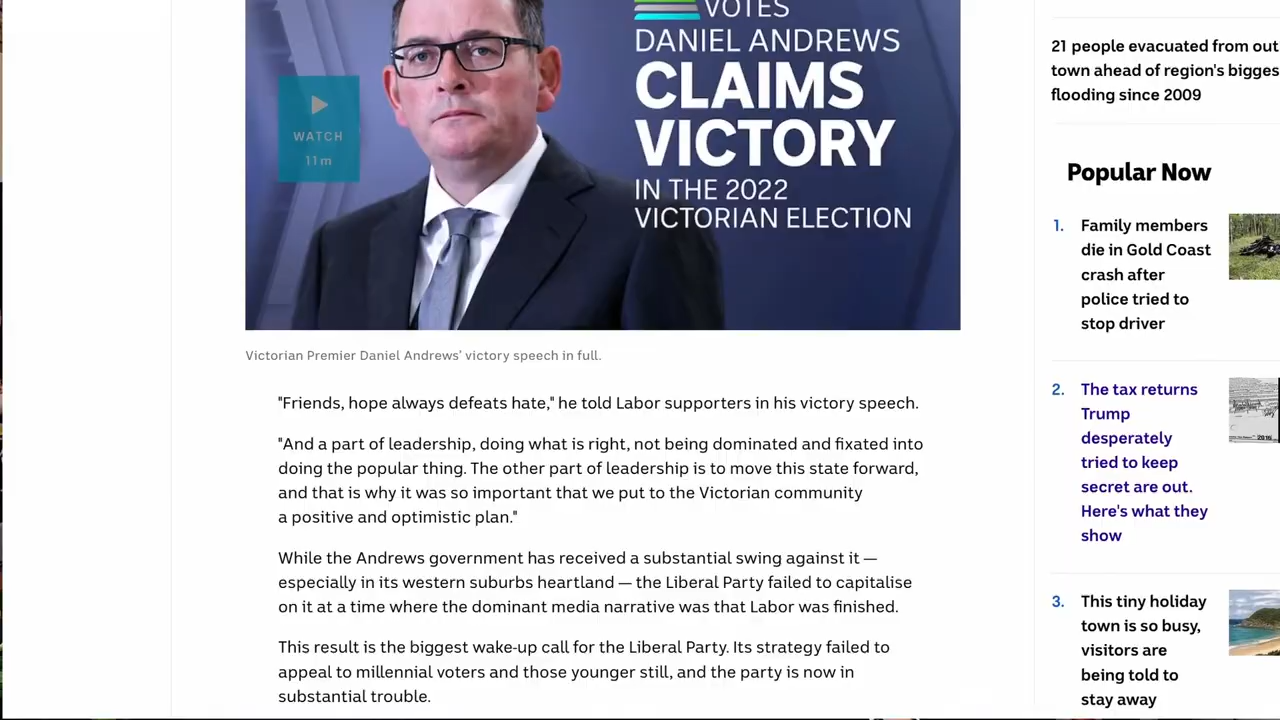 VOTES
DANIEL ANDREWS
CLAIMS
VICTORY
IN THE 2022
VICTORIAN ELECTION
WATCH
11m
Victorian Premier Daniel Andrews' victory speech in full.
"Friends, hope always defeats hate," he told Labor supporters in his victory speech.
"And a part of leadership, doing what is right, not being dominated and fixated into
doing the popular thing. The other part of leadership is to move this state forward,
and that is why it was so important that we put to the Victorian community
a positive and optimistic plan."
While the Andrews government has received a substantial swing against it —
especially in its western suburbs heartland — the Liberal Party failed to capitalise
on it at a time where the dominant media narrative was that Labor was finished.
This result is the biggest wake-up call for the Liberal Party. Its strategy failed to
appeal to millennial voters and those younger still, and the party is now in
substantial trouble.
21 people evacuated from out
town ahead of region's bigges
flooding since 2009
Popular Now
1. Family members
die in Gold Coast
crash after
police tried to
stop driver
2. The tax returns
Trump
desperately
tried to keep
secret are out.
Here's what they
show
3. This tiny holiday
town is so busy,
visitors are
being told to
stay away